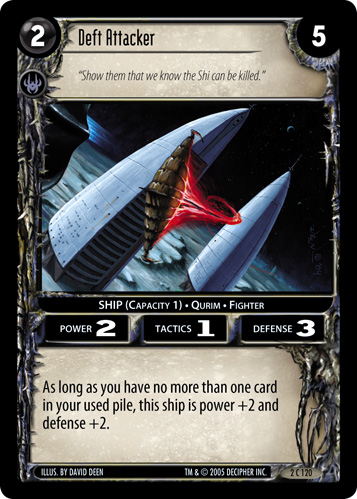 2 Deft Attacker 5
"Show them that we know the Shi can be killed."
SHIP (CAPACITY 1) • QURIM • FIGHTER
POWER 2 TACTICS 1 DEFENSE 3
As long as you have no more than one card
in your used pile, this ship is power +2 and
defense +2.
ILLUS. BY DAVID DEEN TM & © 2005 DECIPHER INC. 2 C 120